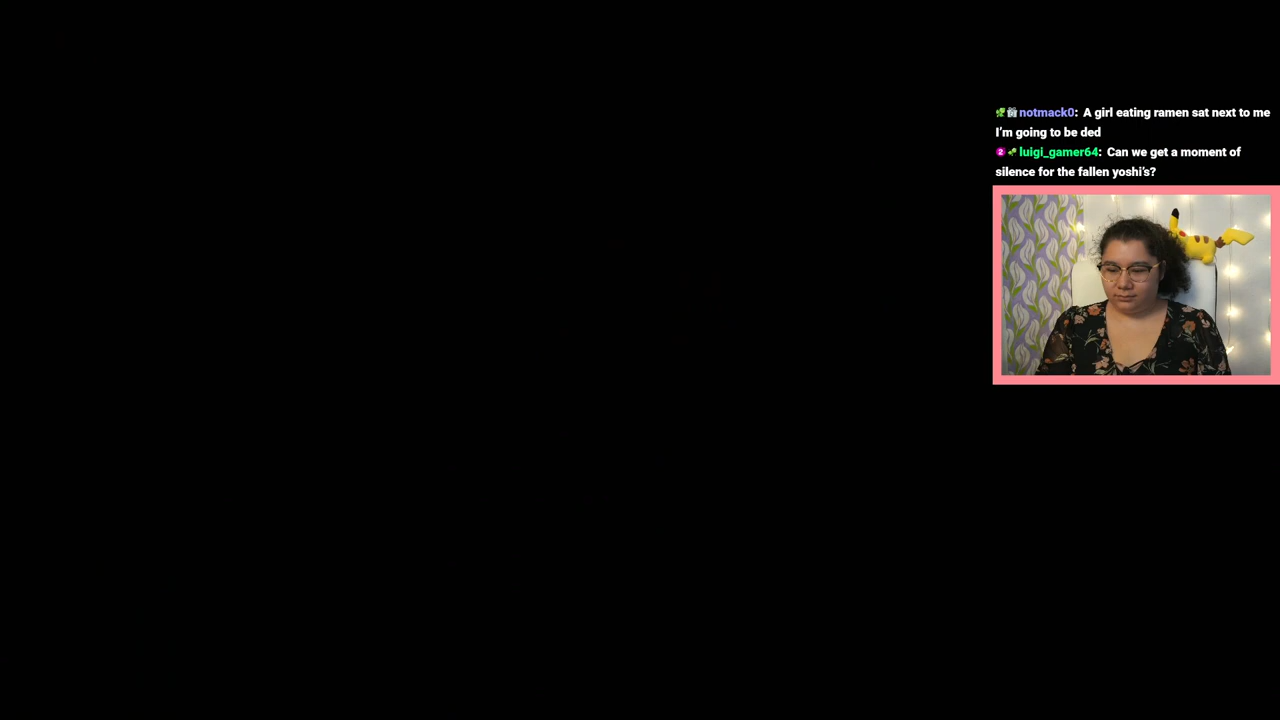 notmack0: A girl eating ramen sat next to me
I'm going to be ded
2 luigi_gamer64: Can we get a moment of
silence for the fallen yoshi's?